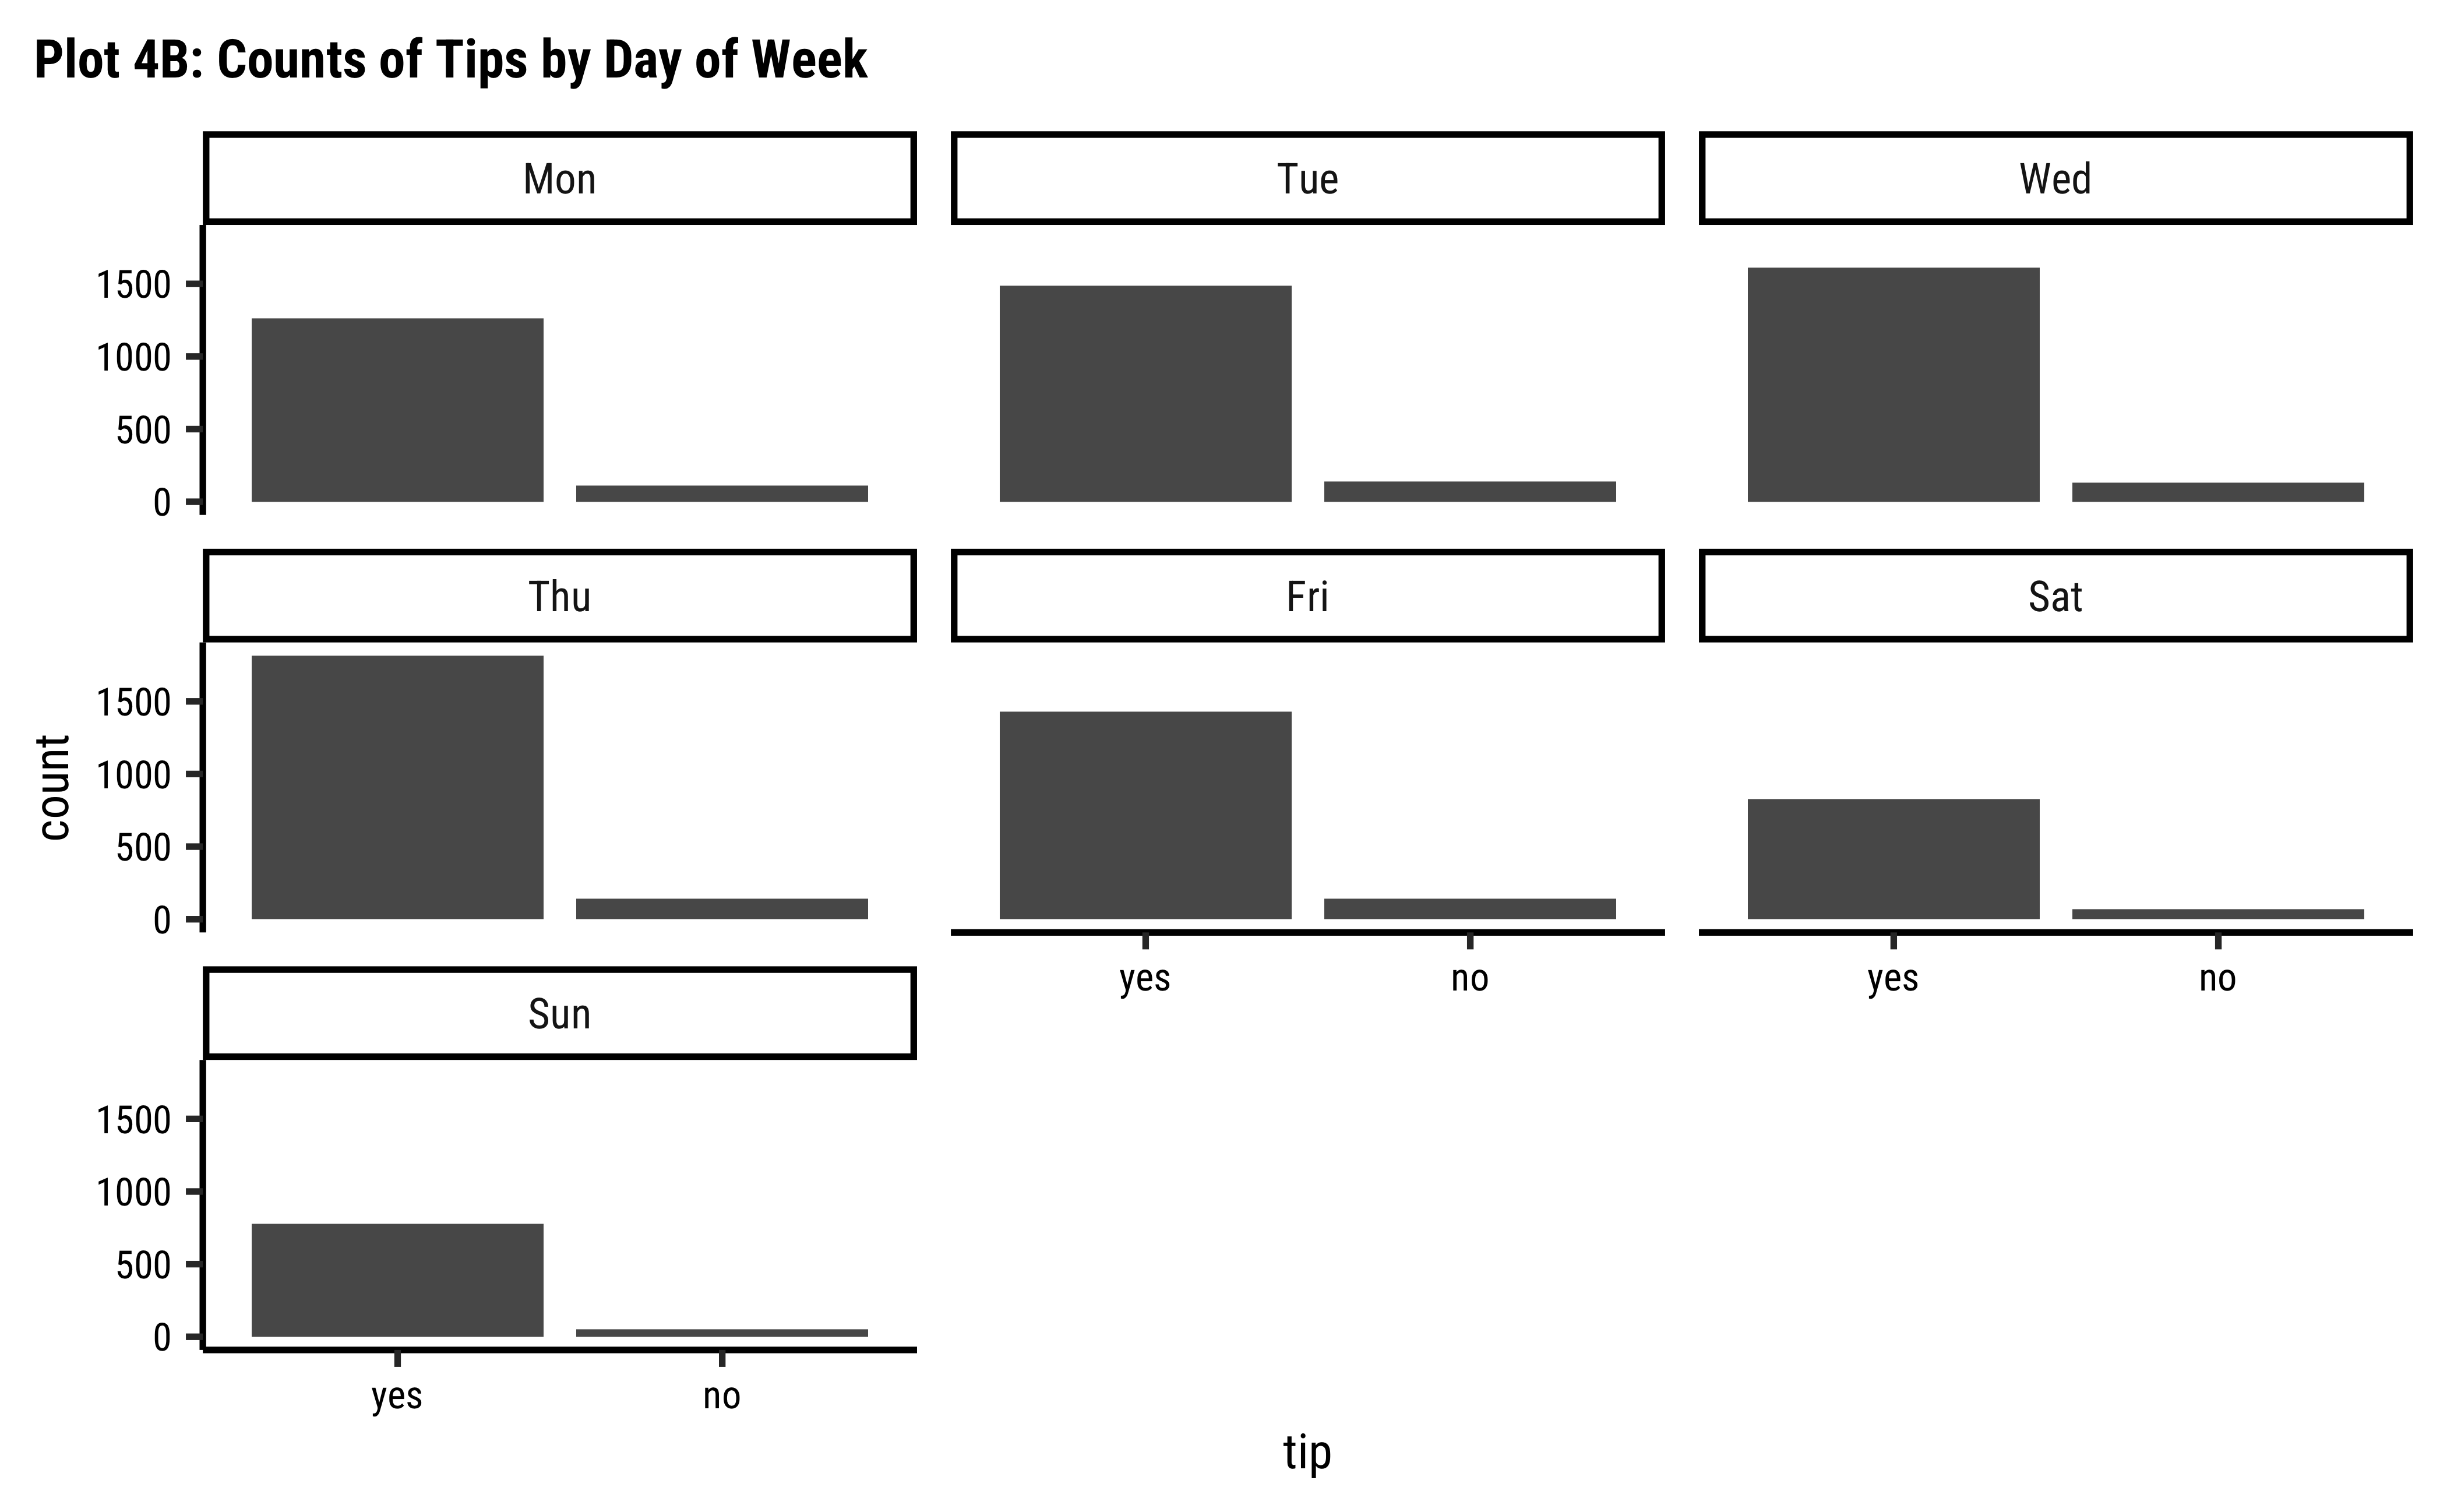 Plot 4B: Counts of Tips by Day of Week
Mon
Tue
Wed
1500
1000
500
0
Thu
Fri
Sat
count
1500
1000
500
0
yes
no
yes
no
Sun
1500
1000
500
0
yes
no
tip